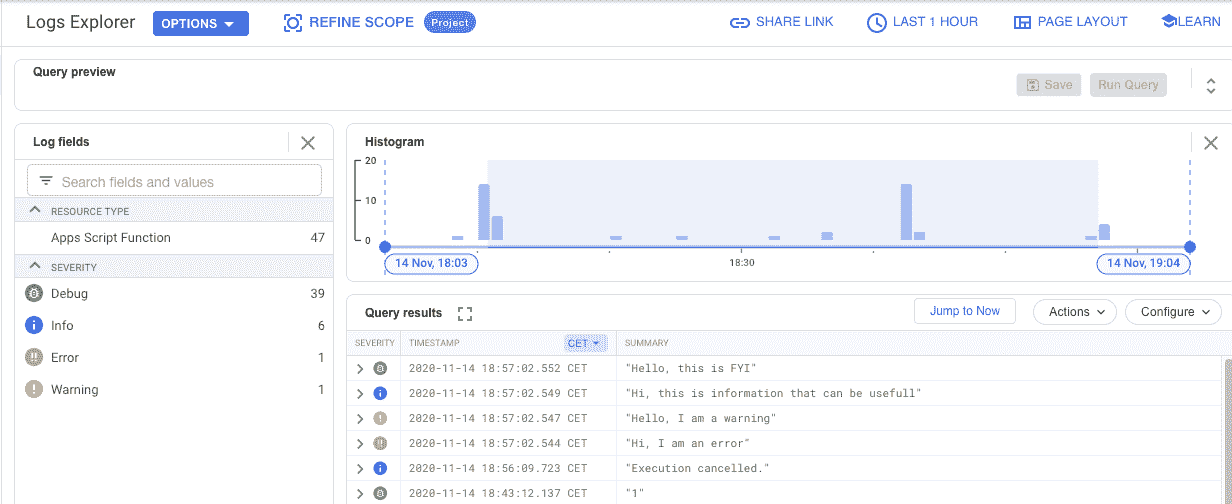 Logs Explorer OPTIONS REFINE SCOPE Project SHARE LINK LAST 1 HOUR PAGE LAYOUT LEARN
Query preview
Save Run Query
Log fields
Search fields and values
RESOURCE TYPE
Apps Script Function 47
SEVERITY
Debug 39
Info 6
Error 1
Warning 1
Histogram
20
10
0
14 Nov, 18:03 18:30 14 Nov, 19:04
Query results Jump to Now Actions Configure
SEVERITY TIMESTAMP CET SUMMARY
2020-11-14 18:57:02.552 CET "Hello, this is FYI"
2020-11-14 18:57:02.549 CET "Hi, this is information that can be usefull"
2020-11-14 18:57:02.547 CET "Hello, I am a warning"
2020-11-14 18:57:02.544 CET "Hi, I am an error"
2020-11-14 18:56:09.723 CET "Execution cancelled."
2020-11-14 18:43:12.137 CET "1"